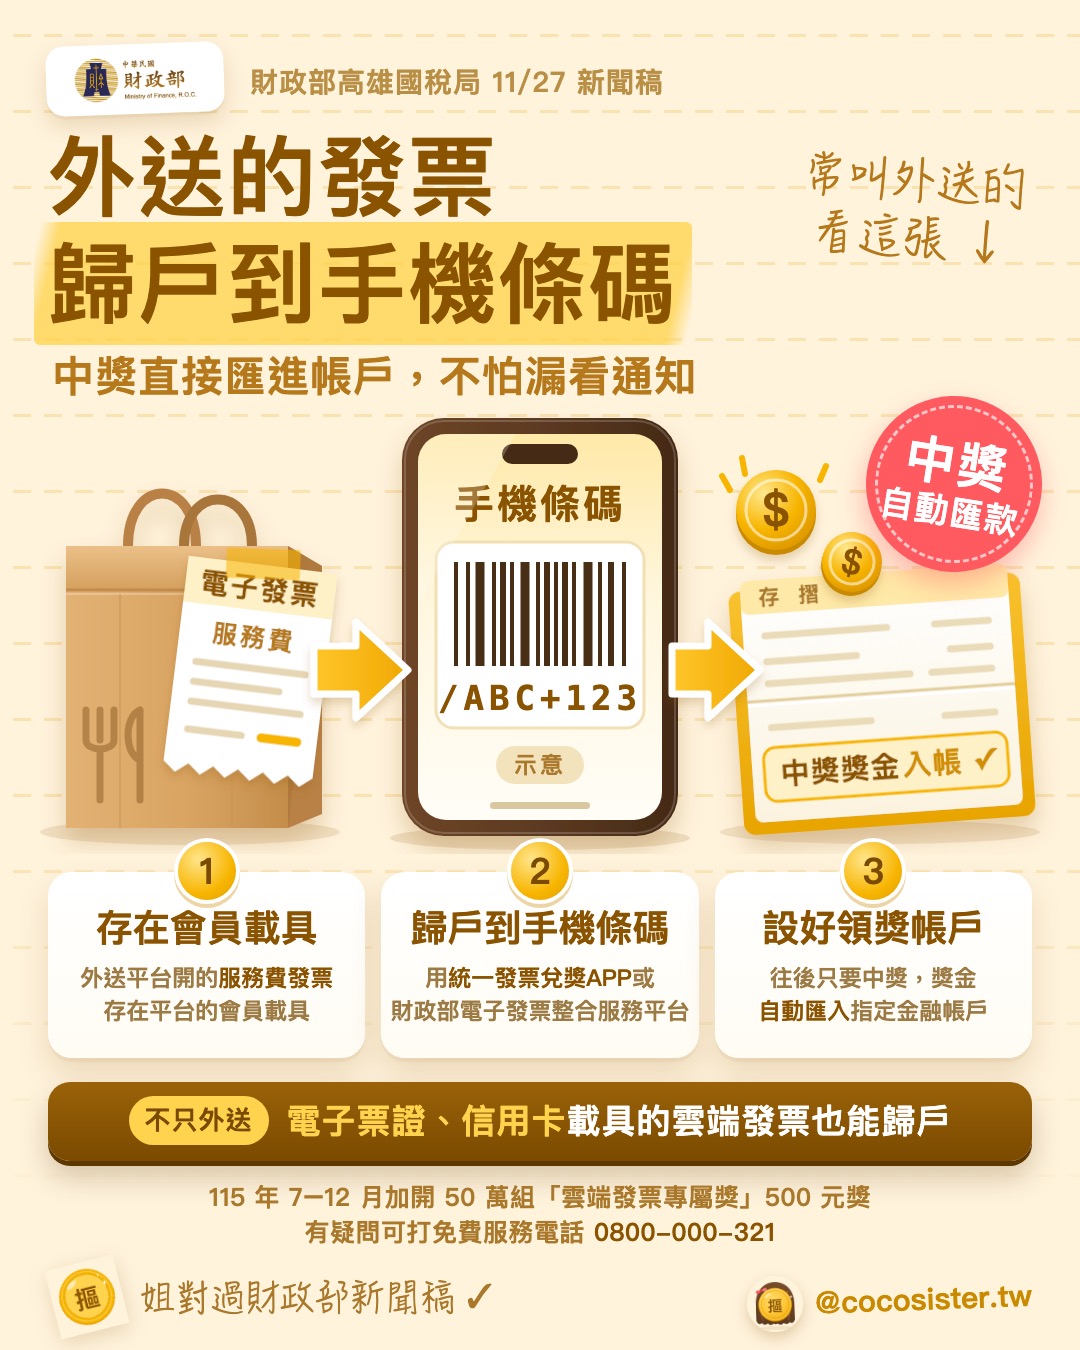 中華民國
財政部
Ministry of Finance, R.O.C.
財政部高雄國稅局 11/27 新聞稿
外送的發票
歸戶到手機條碼
中獎直接匯進帳戶，不怕漏看通知
常叫外送的
看這張 ↓
電子發票
服務費
手機條碼
/ABC+123
示意
$
$
中獎
自動匯款
存 摺
中獎獎金入帳 ✓
1
存在會員載具
外送平台開的服務費發票
存在平台的會員載具
2
歸戶到手機條碼
用統一發票兌獎APP或
財政部電子發票整合服務平台
3
設好領獎帳戶
往後只要中獎，獎金
自動匯入指定金融帳戶
不只外送 電子票證、信用卡載具的雲端發票也能歸戶
115 年 7–12 月加開 50 萬組「雲端發票專屬獎」500 元獎
有疑問可打免費服務電話 0800-000-321
摳
姐對過財政部新聞稿 ✓
摳
@cocosister.tw